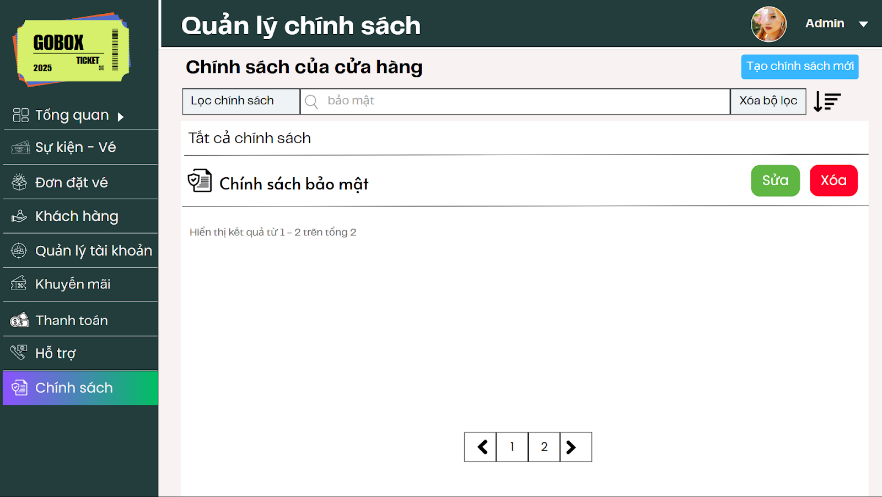 GOBOX
TICKET
2025
Quản lý chính sách
Admin
Chính sách của cửa hàng
Tạo chính sách mới
Lọc chính sách
bảo mật
Xóa bộ lọc
Tổng quan
Sự kiện - Vé
Đơn đặt vé
Khách hàng
Quản lý tài khoản
Khuyến mãi
Thanh toán
Hỗ trợ
Chính sách
Tất cả chính sách
Chính sách bảo mật
Sửa
Xóa
Hiển thị kết quả từ 1 - 2 trên tổng 2
1
2